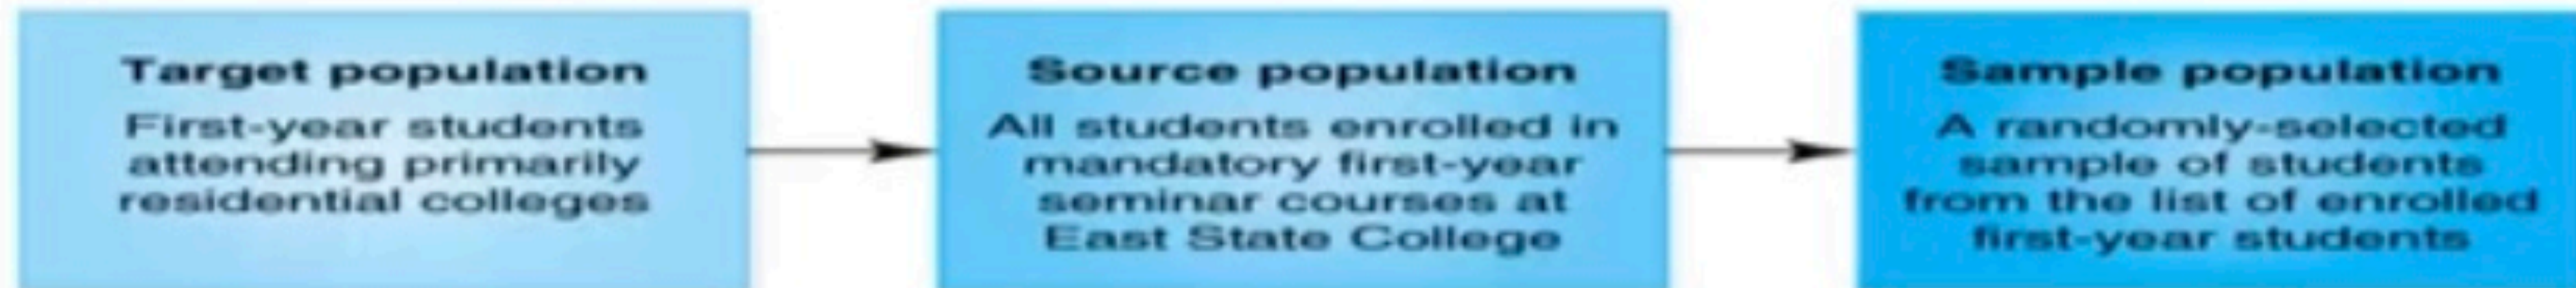 Target population
First-year students
attending primarily
residential colleges
Source population
All students enrolled in
mandatory first-year
seminar courses at
East State College
Sample population
A randomly-selected
sample of students
from the list of enrolled
first-year students